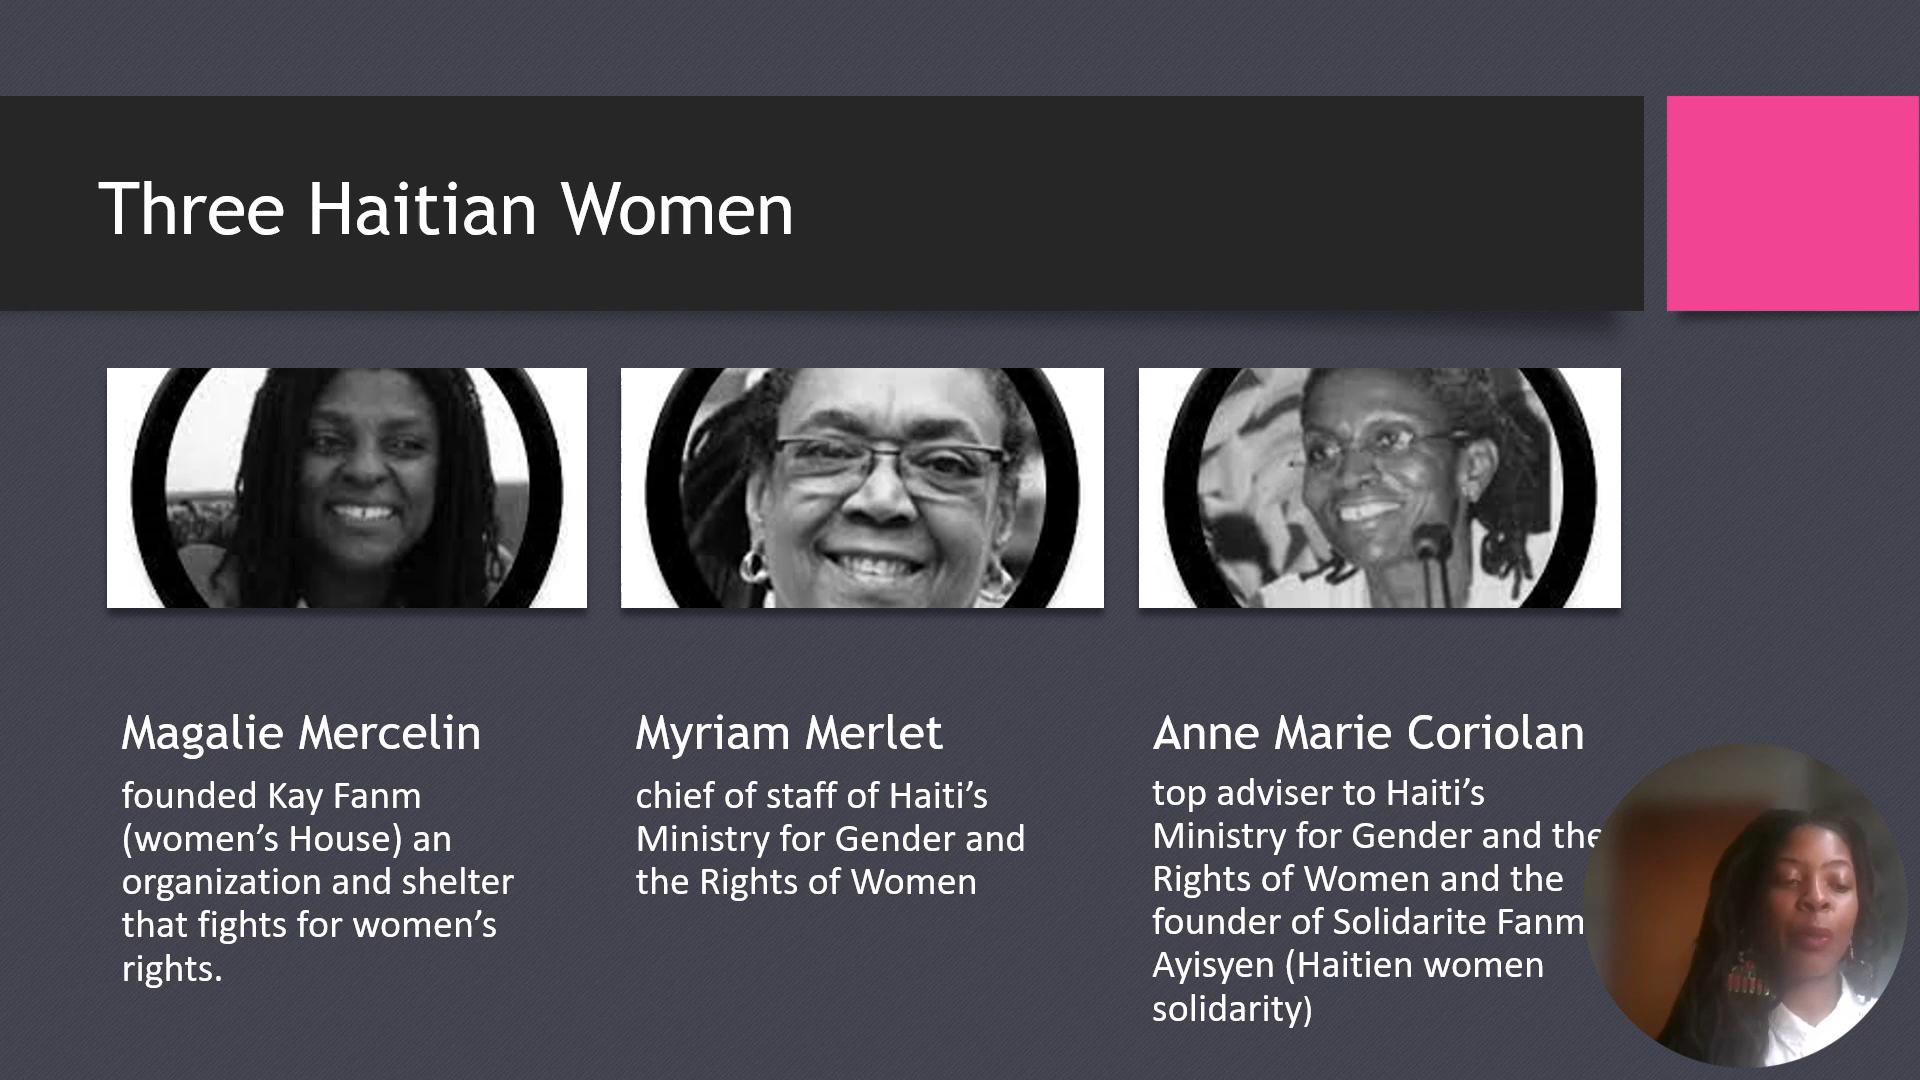 Three Haitian Women
Magalie Mercelin
founded Kay Fanm
(women’s House) an
organization and shelter
that fights for women’s
rights.
Myriam Merlet
chief of staff of Haiti’s
Ministry for Gender and
the Rights of Women
Anne Marie Coriolan
top adviser to Haiti’s
Ministry for Gender and the
Rights of Women and the
founder of Solidarite Fanm
Ayisyen (Haitien women
solidarity)